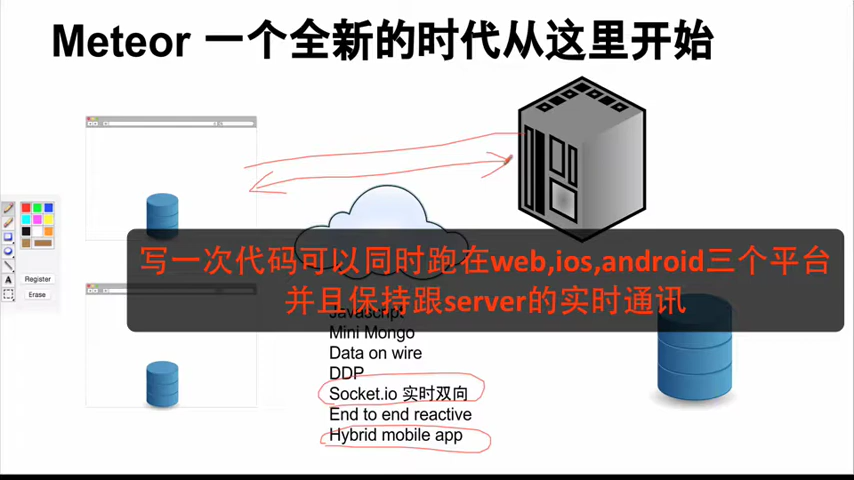 Meteor 一个全新的时代从这里开始
Register
Erase
A
写一次代码可以同时跑在web,ios,android三个平台
并且保持跟server的实时通讯
Javascript
Mini Mongo
Data on wire
DDP
Socket.io 实时双向
End to end reactive
Hybrid mobile app